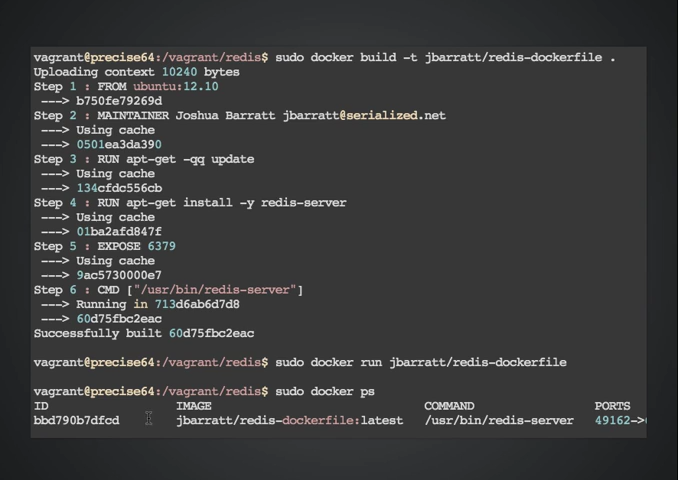 vagrant@precise64:/vagrant/redis$ sudo docker build -t jbarratt/redis-dockerfile .
Uploading context 10240 bytes
Step 1 : FROM ubuntu:12.10
---> b750fe79269d
Step 2 : MAINTAINER Joshua Barratt jbarratt@serialized.net
---> Using cache
---> 0501ea3da390
Step 3 : RUN apt-get -qq update
---> Using cache
---> 134cfdc556cb
Step 4 : RUN apt-get install -y redis-server
---> Using cache
---> 01ba2afd847f
Step 5 : EXPOSE 6379
---> Using cache
---> 9ac5730000e7
Step 6 : CMD ["/usr/bin/redis-server"]
---> Running in 713d6ab6d7d8
---> 60d75fbc2eac
Successfully built 60d75fbc2eac
vagrant@precise64:/vagrant/redis$ sudo docker run jbarratt/redis-dockerfile
vagrant@precise64:/vagrant/redis$ sudo docker ps
ID IMAGE COMMAND PORTS
bbd790b7dfcd jbarratt/redis-dockerfile:latest /usr/bin/redis-server 49162->